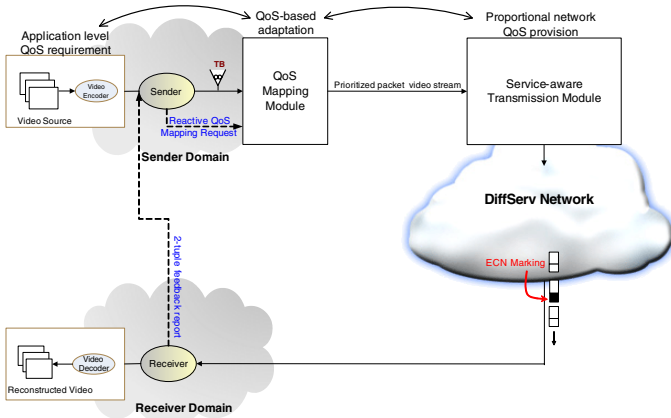 Application level
QoS requirement
QoS-based
adaptation
Proportional network
QoS provision
Video
Encoder
Video Source
Sender
TB
Reactive QoS
Mapping Request
Sender Domain
QoS
Mapping
Module
Prioritized packet video stream
Service-aware
Transmission Module
DiffServ Network
ECN Marking
2-tuple feedback
report
Video
Decoder
Reconstructed Video
Receiver
Receiver Domain